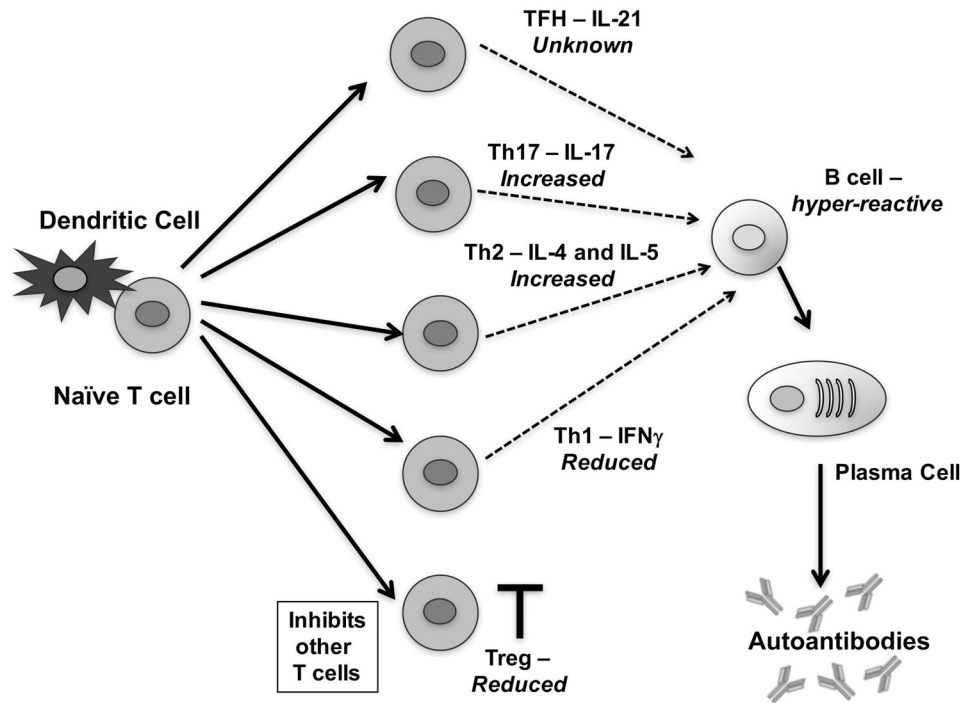 TFH – IL-21
Unknown
Th17 – IL-17
Increased
B cell –
hyper-reactive
Dendritic Cell
Th2 – IL-4 and IL-5
Increased
Naïve T cell
Th1 – IFNγ
Reduced
Plasma Cell
Inhibits
other
T cells
Treg –
Reduced
Autoantibodies